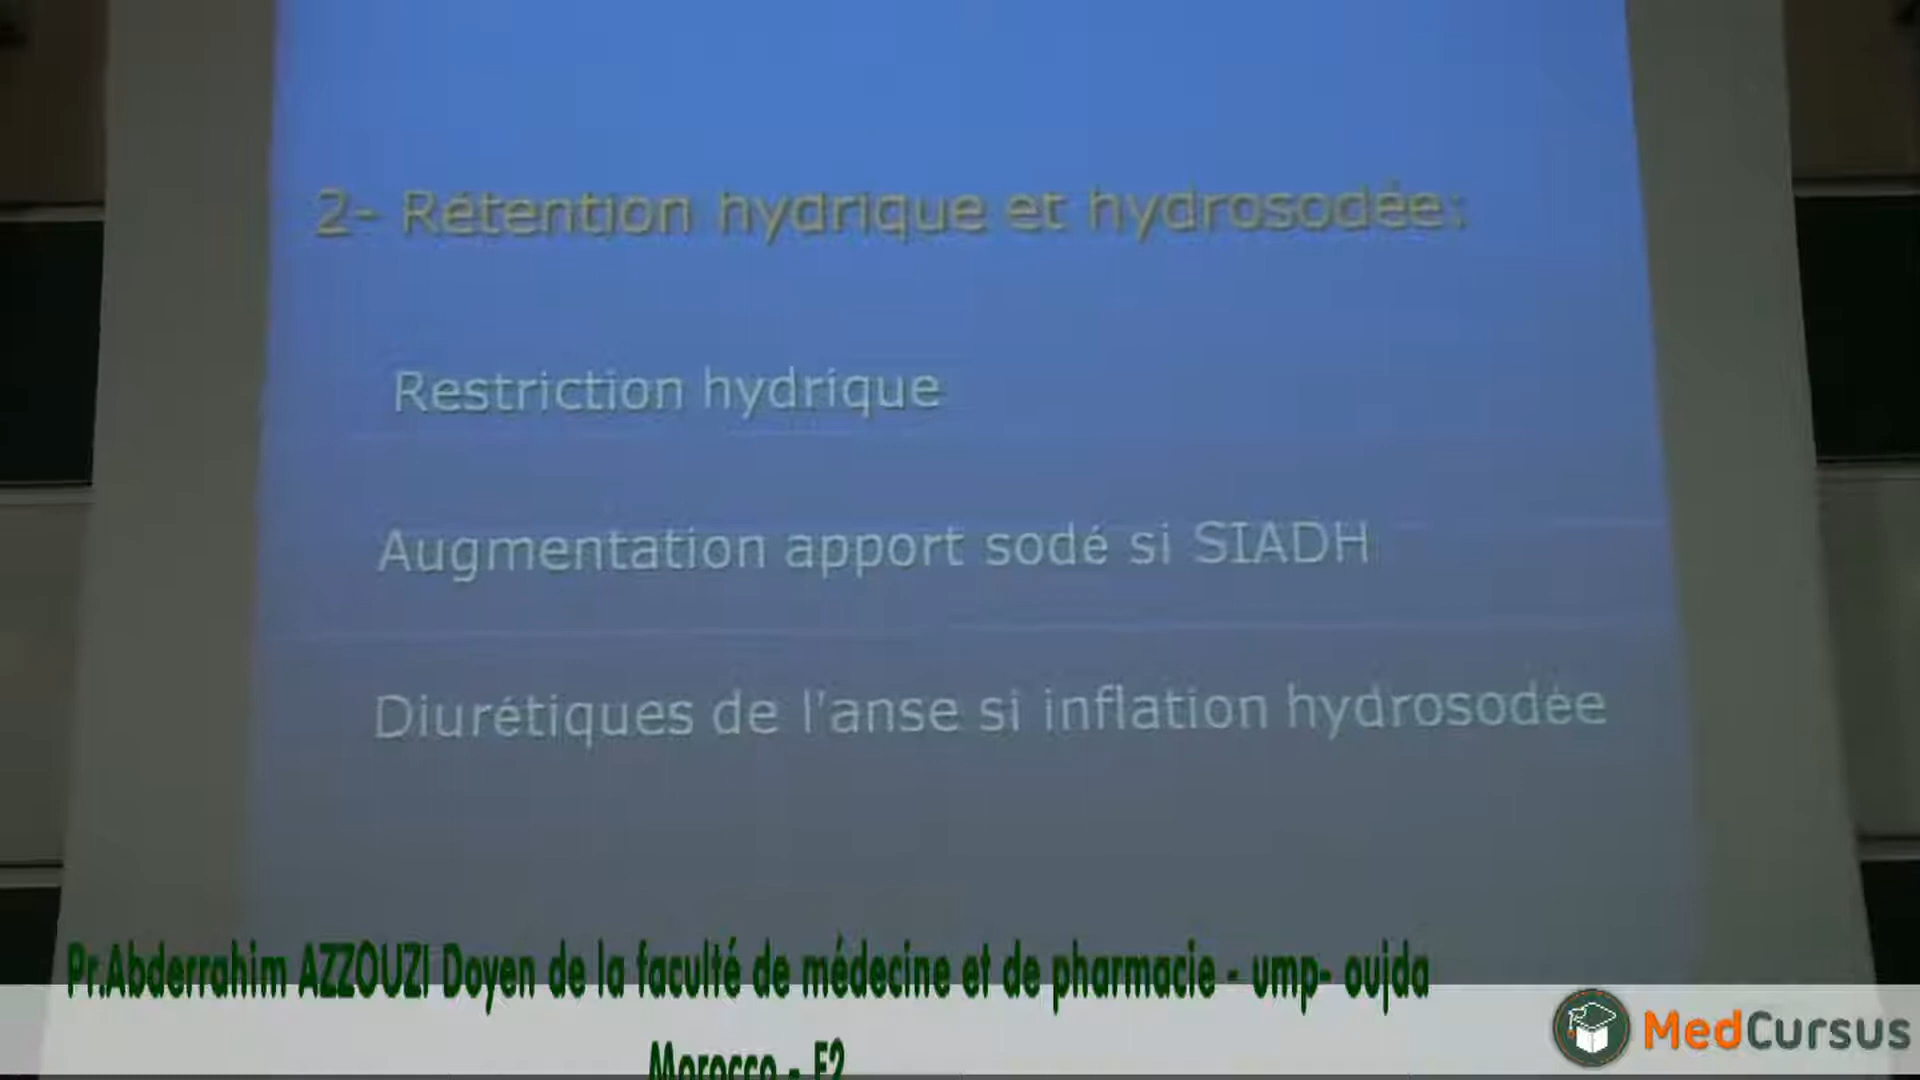 2- Rétention hydrique et hydrosodée:
Restriction hydrique
Augmentation apport sodé si SIADH
Diurétiques de l'anse si inflation hydrosodée
Pr.Abderrahim AZZOUZI Doyen de la faculté de médecine et de pharmacie - ump- oujda
Morocco - F2
MedCursus